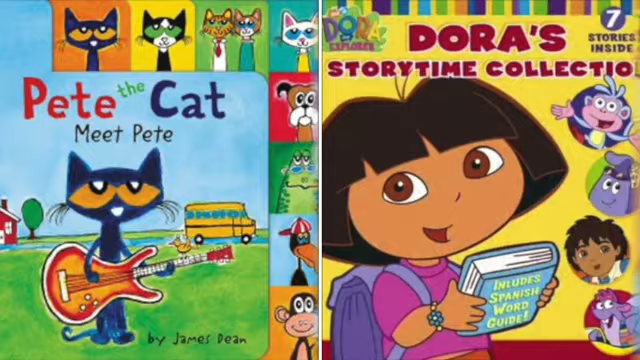 Pete the Cat
Meet Pete
by James Dean
DORA
EXPLORER
DORA'S
STORYTIME COLLECTIO
7
STORIES
INSIDE
INLUDES
SPANISH
WORD
GUIDE!